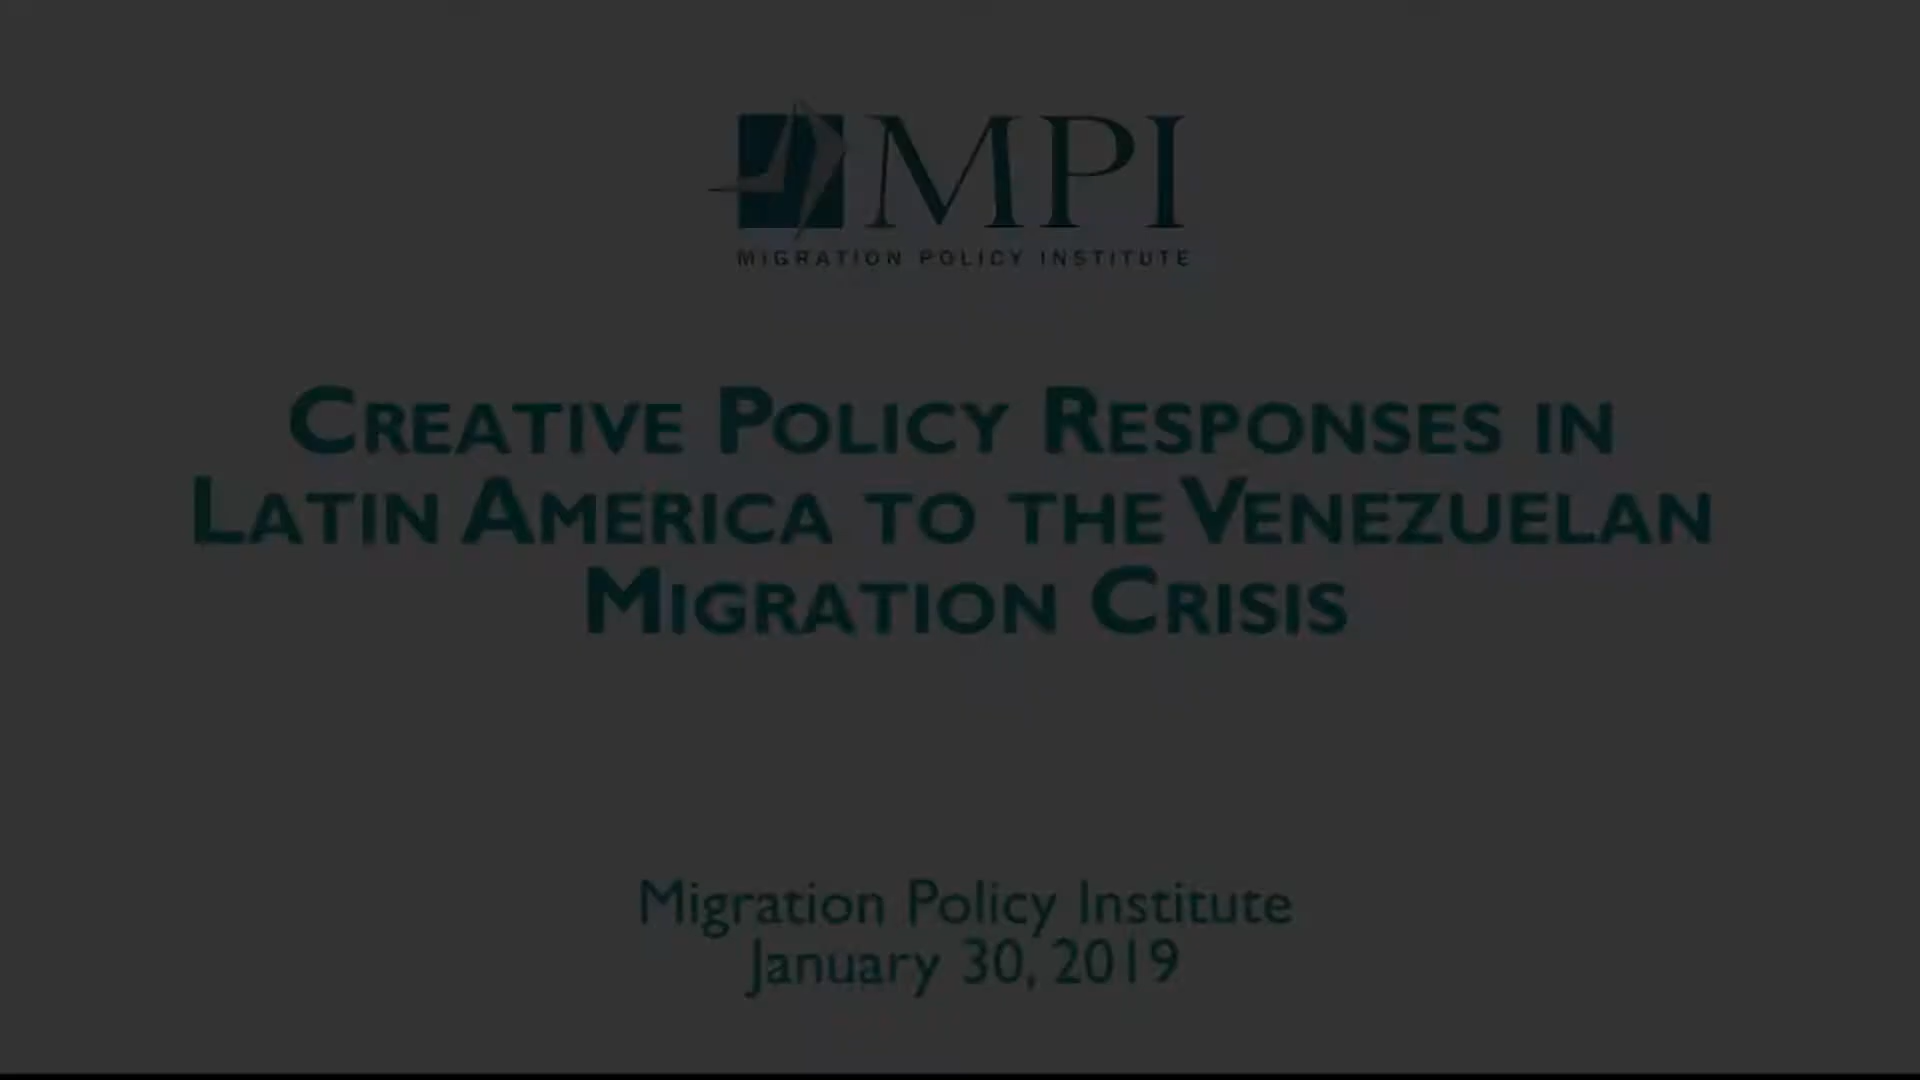 MPI
MIGRATION POLICY INSTITUTE
CREATIVE POLICY RESPONSES IN
LATIN AMERICA TO THE VENEZUELAN
MIGRATION CRISIS
Migration Policy Institute
January 30, 2019